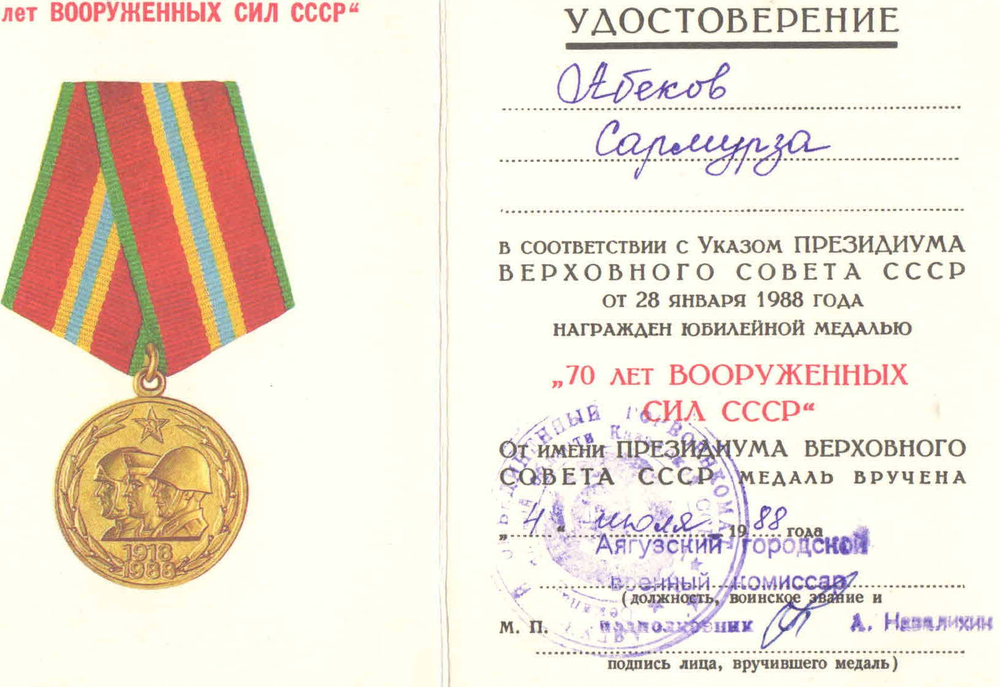 лет ВООРУЖЕННЫХ СИЛ СССР“
1918
1988
УДОСТОВЕРЕНИЕ
Абеков
Сармурза
в соответствии с Указом ПРЕЗИДИУМА
ВЕРХОВНОГО СОВЕТА СССР
от 28 января 1988 года
награжден юбилейной медалью
„70 лет ВООРУЖЕННЫХ
СИЛ СССР“
От имени ПРЕЗИДИУМА ВЕРХОВНОГО
СОВЕТА СССР медаль вручена
„4“ июля 1988 года
Аягузский городской
военный комиссар
(должность, воинское звание и
М. П. подполковник А. Навалихин
подпись лица, вручившего медаль)